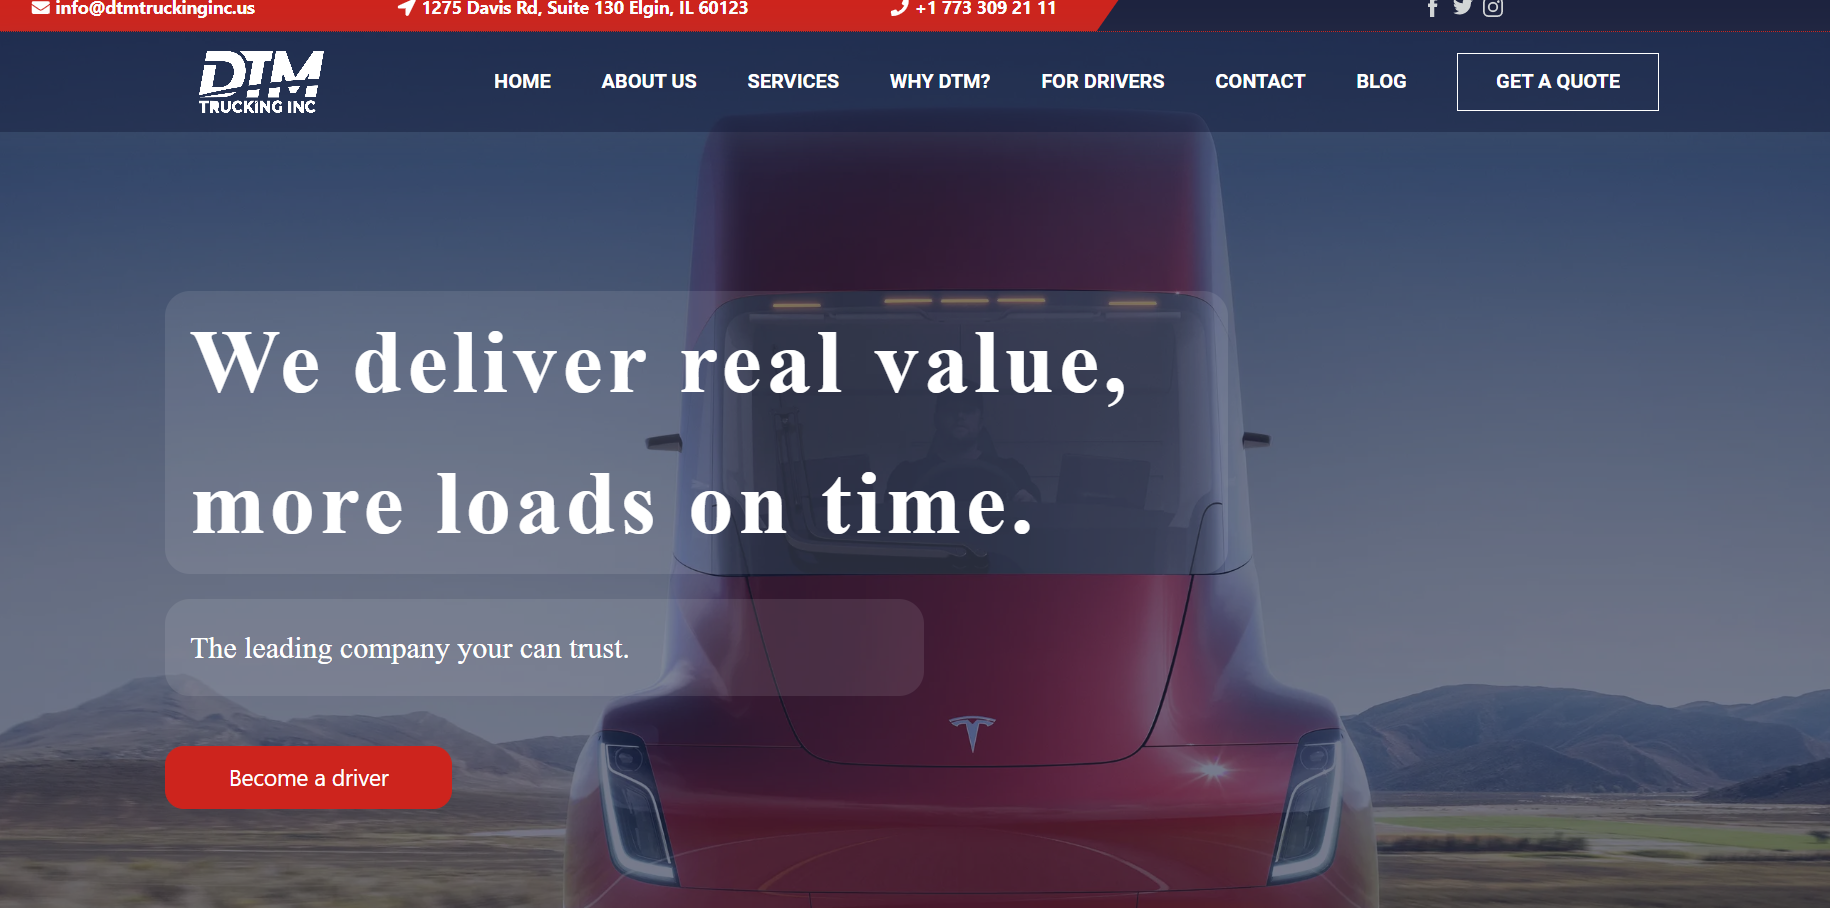 info@dtmtruckinginc.us
1275 Davis Rd, Suite 130 Elgin, IL 60123
+1 773 309 21 11
DTM
TRUCKING INC
HOME
ABOUT US
SERVICES
WHY DTM?
FOR DRIVERS
CONTACT
BLOG
GET A QUOTE
We deliver real value,
more loads on time.
The leading company your can trust.
Become a driver